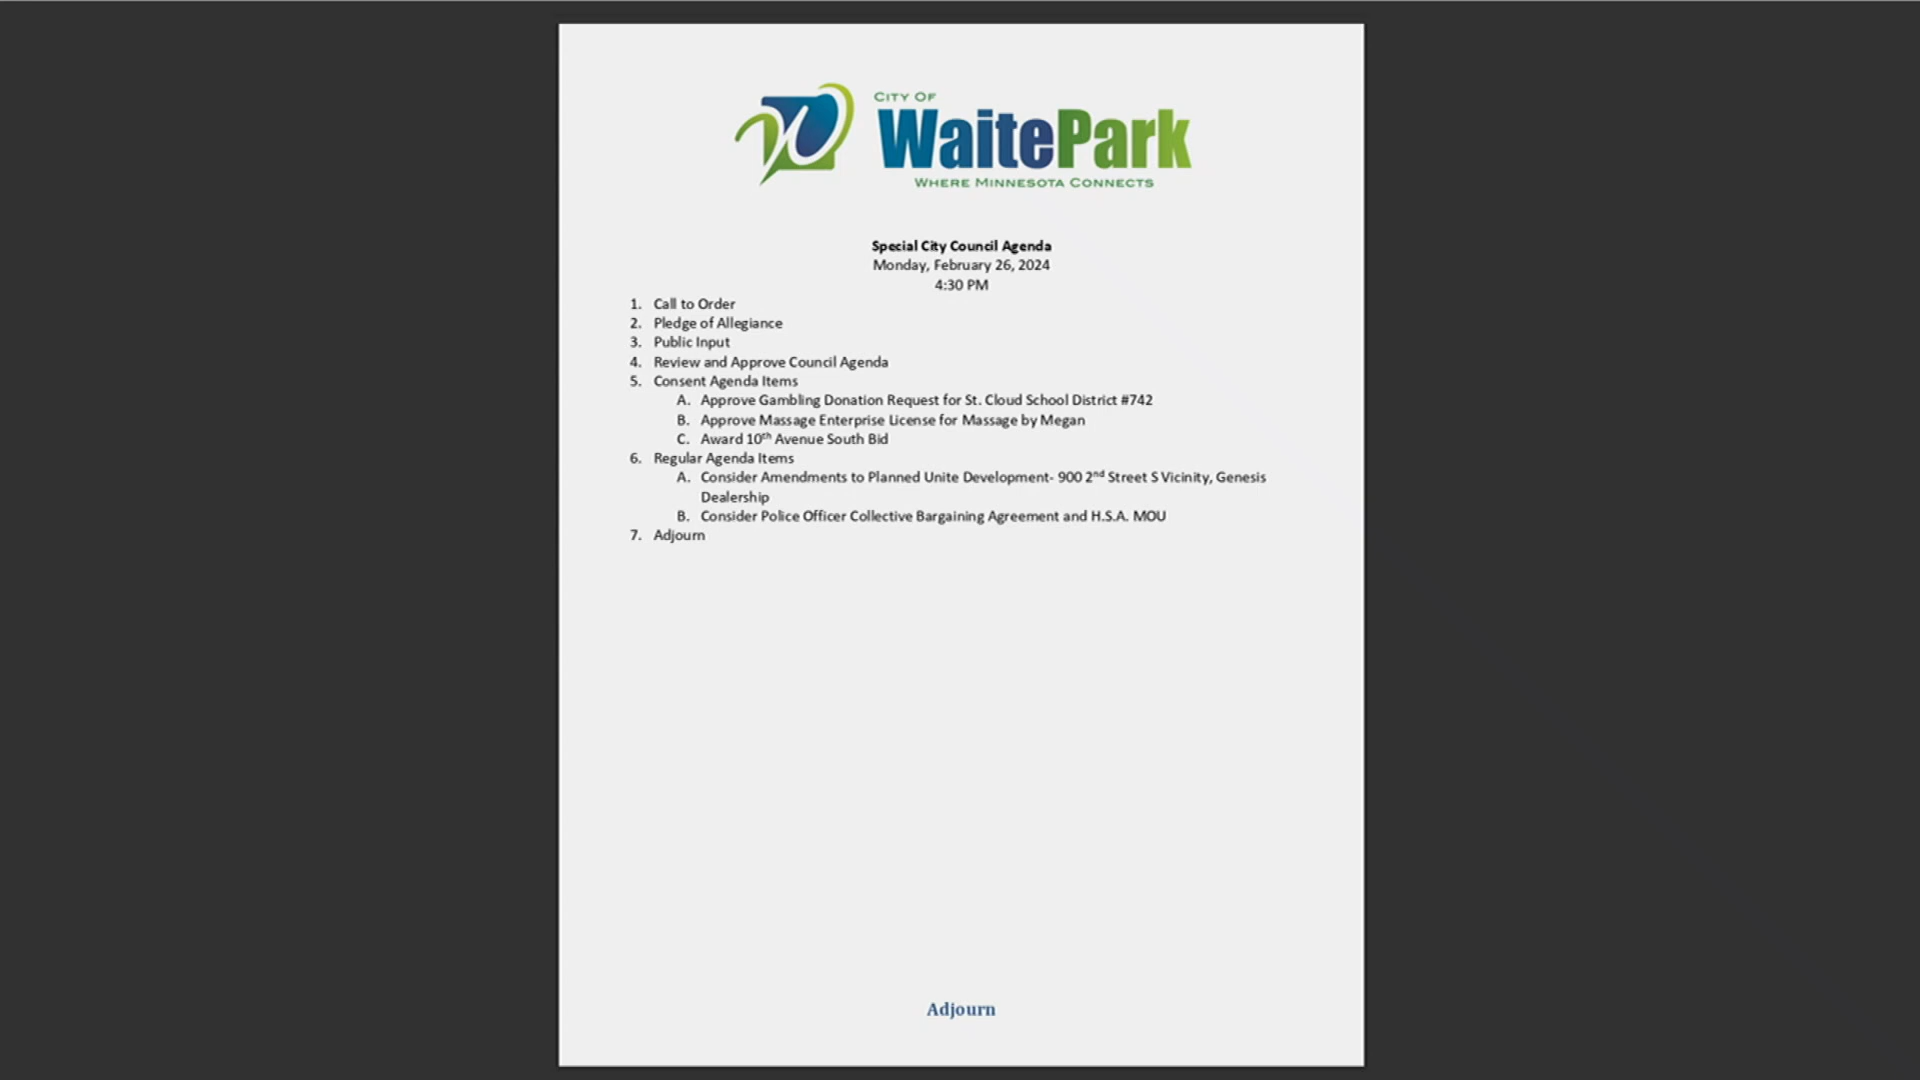 CITY OF
WaitePark
WHERE MINNESOTA CONNECTS
Special City Council Agenda
Monday, February 26, 2024
4:30 PM
1. Call to Order
2. Pledge of Allegiance
3. Public Input
4. Review and Approve Council Agenda
5. Consent Agenda Items
A. Approve Gambling Donation Request for St. Cloud School District #742
B. Approve Massage Enterprise License for Massage by Megan
C. Award 10th Avenue South Bid
6. Regular Agenda Items
A. Consider Amendments to Planned Unite Development- 900 2nd Street S Vicinity, Genesis
Dealership
B. Consider Police Officer Collective Bargaining Agreement and H.S.A. MOU
7. Adjourn
Adjourn